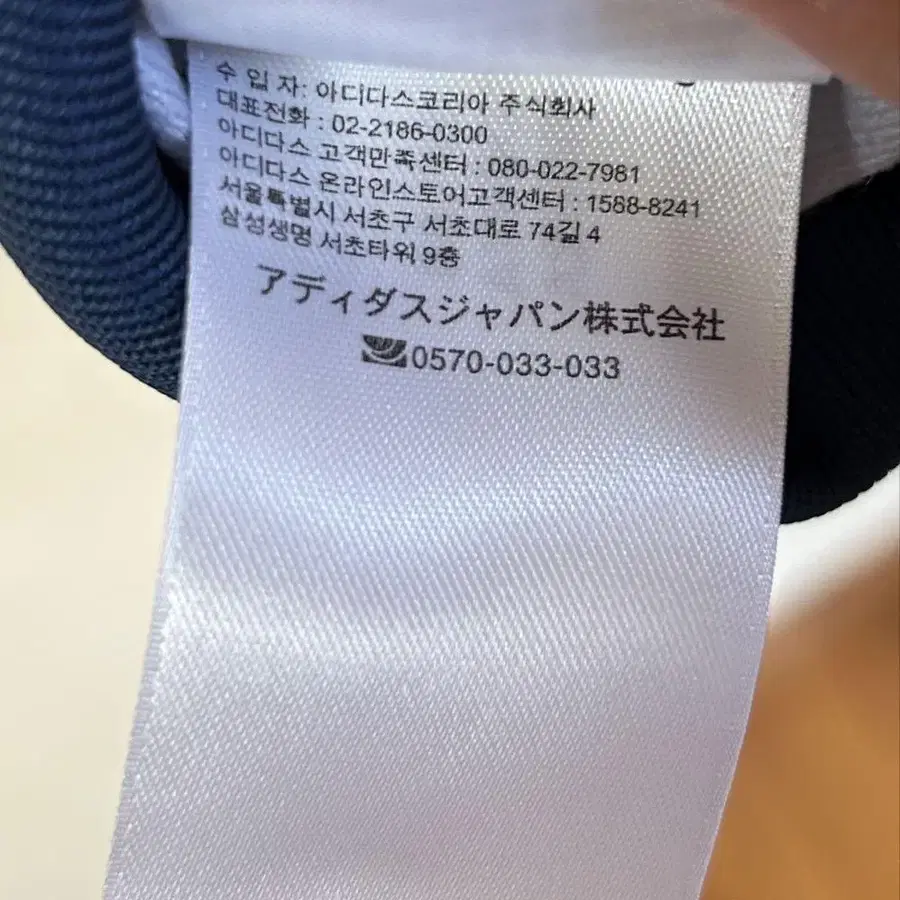 수 입 자: 아디다스코리아 주식회사
대표전화 : 02-2186-0300
아디다스 고객만족센터 : 080-022-7981
아디다스 온라인스토어고객센터 : 1588-8241
서울특별시 서초구 서초대로 74길 4
삼성생명 서초타워 9층
アディダスジャパン株式会社
0570-033-033